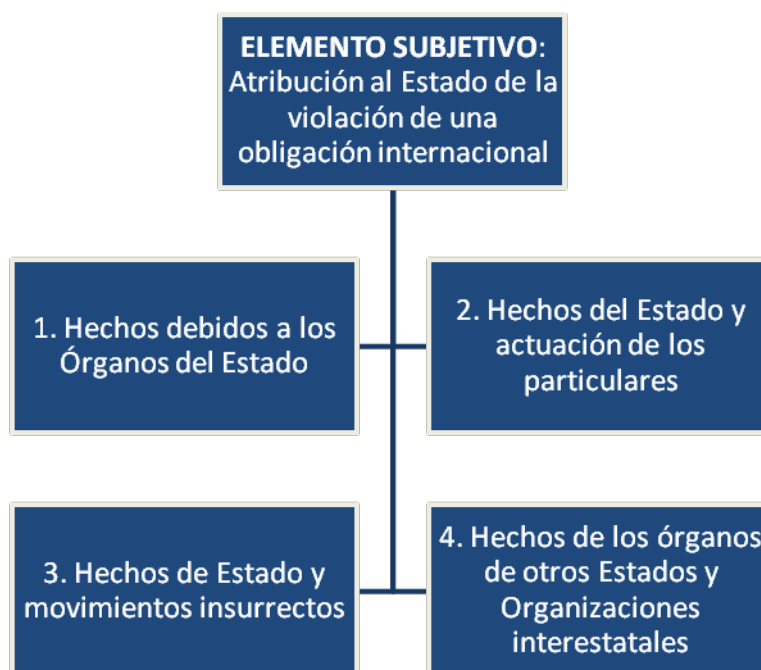 ELEMENTO SUBJETIVO:
Atribución al Estado de la
violación de una
obligación internacional
1. Hechos debidos a los
Órganos del Estado
2. Hechos del Estado y
actuación de los
particulares
3. Hechos de Estado y
movimientos insurrectos
4. Hechos de los órganos
de otros Estados y
Organizaciones
interestatales